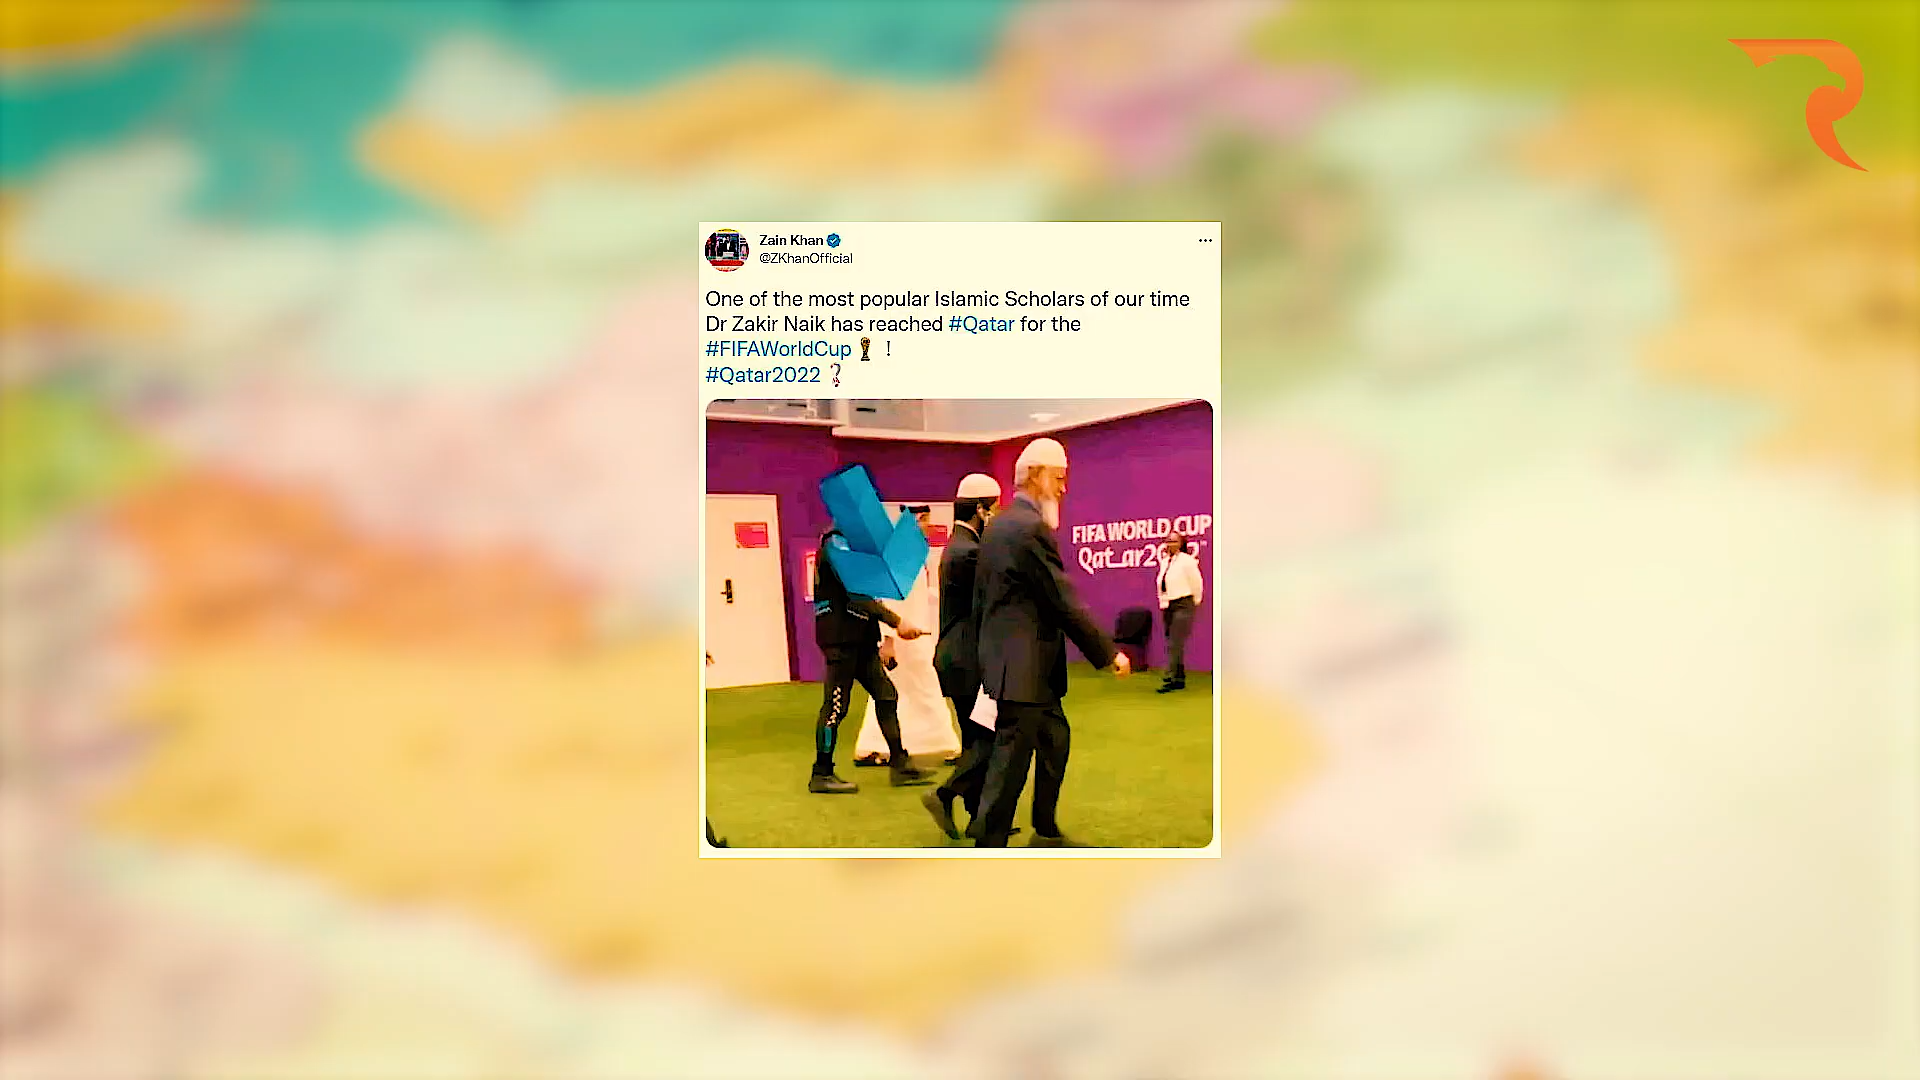 Zain Khan
@ZKhanOfficial
One of the most popular Islamic Scholars of our time
Dr Zakir Naik has reached #Qatar for the
#FIFAWorldCup !
#Qatar2022
FIFA WORLD CUP
Qatar2022